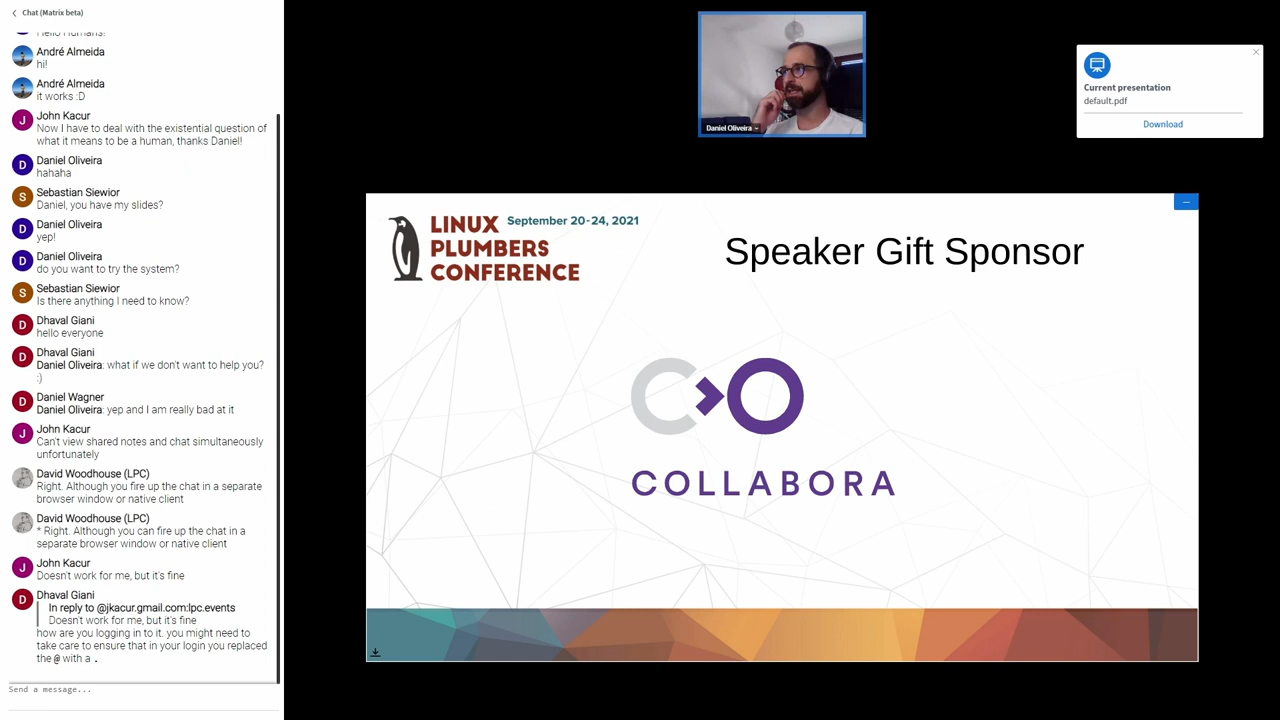 Chat (Matrix beta)
Hello Humans!
André Almeida
hi!
André Almeida
it works :D
John Kacur
Now I have to deal with the existential question of
what it means to be a human, thanks Daniel!
Daniel Oliveira
hahaha
Sebastian Siewior
Daniel, you have my slides?
Daniel Oliveira
yep!
Daniel Oliveira
do you want to try the system?
Sebastian Siewior
Is there anything I need to know?
Dhaval Giani
hello everyone
Dhaval Giani
Daniel Oliveira: what if we don't want to help you?
:)
Daniel Wagner
Daniel Oliveira: yep and I am really bad at it
John Kacur
Can't view shared notes and chat simultaneously
unfortunately
David Woodhouse (LPC)
Right. Although you fire up the chat in a separate
browser window or native client
David Woodhouse (LPC)
* Right. Although you can fire up the chat in a
separate browser window or native client
John Kacur
Doesn't work for me, but it's fine
Dhaval Giani
In reply to @jkacur.gmail.com:lpc.events
Doesn't work for me, but it's fine
how are you logging in to it. you might need to
take care to ensure that in your login you replaced
the @ with a .
Send a message...
Daniel Oliveira
Current presentation
default.pdf
Download
LINUX
PLUMBERS
CONFERENCE
September 20-24, 2021
Speaker Gift Sponsor
COLLABORA
J
D
S
D
D
S
D
D
D
J
J
D